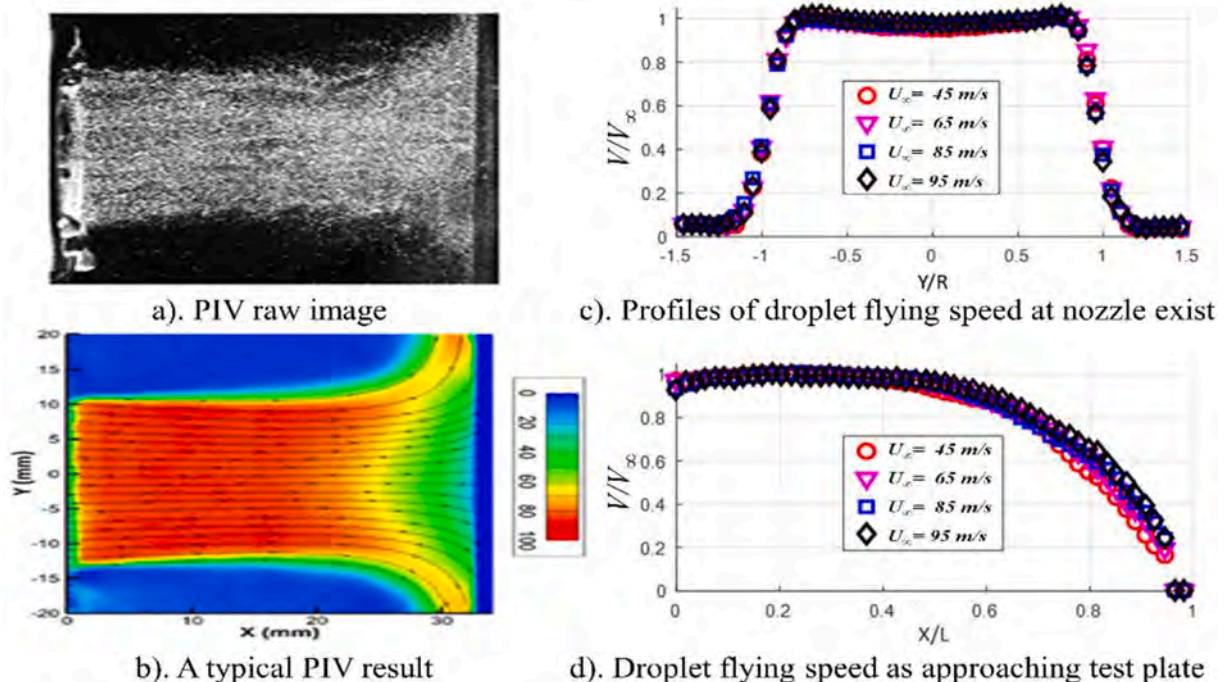 a). PIV raw image
1
0.8
0.6
0.4
0.2
0
V/V∞
-1.5
-1
-0.5
0
0.5
1
1.5
Y/R
U∞= 45 m/s
U∞= 65 m/s
U∞= 85 m/s
U∞= 95 m/s
c). Profiles of droplet flying speed at nozzle exist
20
15
10
5
0
-5
-10
-15
-20
Y (mm)
0
10
20
30
X (mm)
0
20
40
60
80
100
b). A typical PIV result
1
0.8
0.6
0.4
0.2
0
V/V∞
0
0.2
0.4
0.6
0.8
1
X/L
U∞= 45 m/s
U∞= 65 m/s
U∞= 85 m/s
U∞= 95 m/s
d). Droplet flying speed as approaching test plate